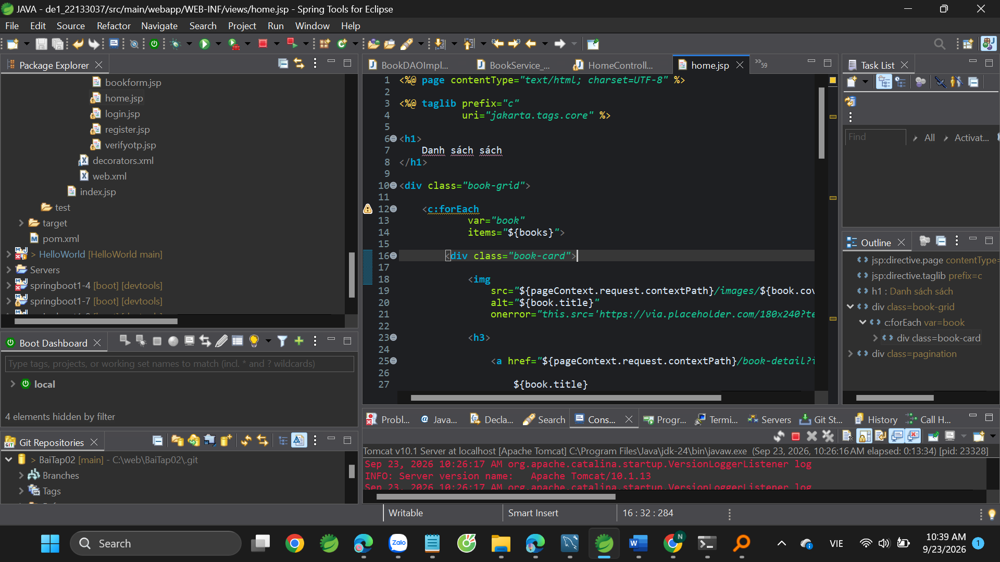 JAVA - de1_22133037/src/main/webapp/WEB-INF/views/home.jsp - Spring Tools for Eclipse
File Edit Source Refactor Navigate Search Project Run Window Help
Package Explorer
bookform.jsp
home.jsp
login.jsp
register.jsp
verifyotp.jsp
decorators.xml
web.xml
index.jsp
test
target
pom.xml
> HelloWorld [HelloWorld main]
Servers
springboot1-4 [boot] [devtools]
springboot1-7 [boot] [devtools]
Boot Dashboard
Type tags, projects, or working set names to match (incl. * and ? wildcards)
local
4 elements hidden by filter
Git Repositories
> BaiTap02 [main] - C:\web\BaiTap02\.git
Branches
Tags
BookDAOImpl... BookService_... HomeControll... home.jsp »59
1 <%@ page contentType="text/html; charset=UTF-8" %>
2
3 <%@ taglib prefix="c"
4 uri="jakarta.tags.core" %>
5
6 <h1>
7 Danh sách sách
8 </h1>
9
10 <div class="book-grid">
11
12 <c:forEach
13 var="book"
14 items="${books}">
15
16 <div class="book-card">
17
18 <img
19 src="${pageContext.request.contextPath}/images/${book.cov
20 alt="${book.title}"
21 onerror="this.src='https://via.placeholder.com/180x240?te
22
23 <h3>
24
25 <a href="${pageContext.request.contextPath}/book-detail?i
26
27 ${book.title}
Task List
Find
All
Activat...
Outline
jsp:directive.page contentType=
jsp:directive.taglib prefix=c
h1 : Danh sách sách
div class=book-grid
c:forEach var=book
div class=book-card
div class=pagination
Probl... Java... Decla... Search Cons... Progr... Termi... Servers Git St... History Call H...
Tomcat v10.1 Server at localhost [Apache Tomcat] C:\Program Files\Java\jdk-24\bin\javaw.exe (Sep 23, 2026, 10:26:16 AM elapsed: 0:13:34) [pid: 23328]
Sep 23, 2026 10:26:17 AM org.apache.catalina.startup.VersionLoggerListener log
INFO: Server version name: Apache Tomcat/10.1.13
Sep 23, 2026 10:26:17 AM org.apache.catalina.startup.VersionLoggerListener log
Writable
Smart Insert
16 : 32 : 284
Search
Zalo
N
VIE
10:39 AM
9/23/2026
1